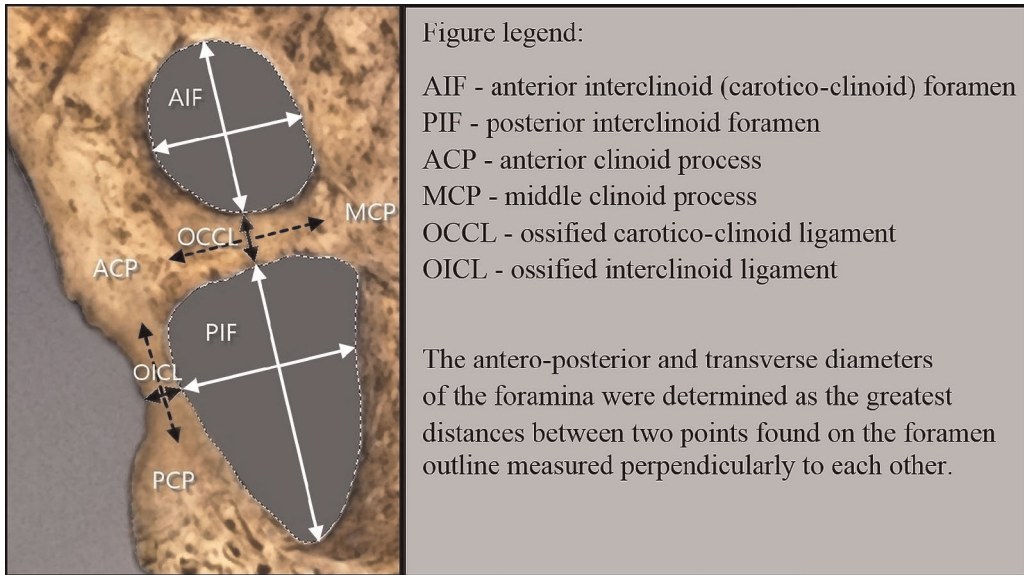 AIF
MCP
OCCL
ACP
PIF
OICL
PCP
Figure legend:
AIF - anterior interclinoid (carotico-clinoid) foramen
PIF - posterior interclinoid foramen
ACP - anterior clinoid process
MCP - middle clinoid process
OCCL - ossified carotico-clinoid ligament
OICL - ossified interclinoid ligament
The antero-posterior and transverse diameters
of the foramina were determined as the greatest
distances between two points found on the foramen
outline measured perpendicularly to each other.